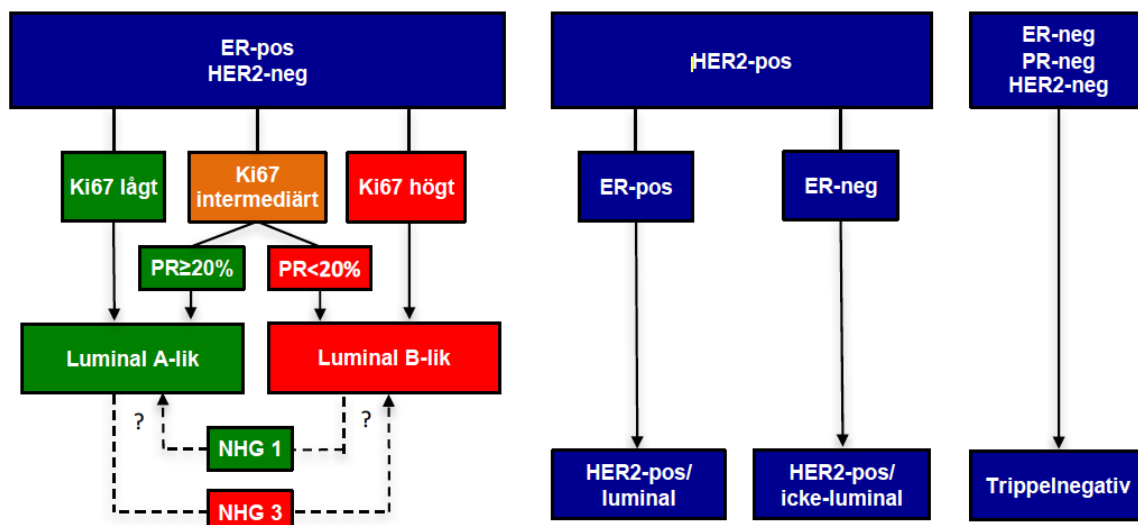 ER-pos
HER2-neg
HER2-pos
ER-neg
PR-neg
HER2-neg
Ki67 lågt
Ki67
intermediärt
Ki67 högt
ER-pos
ER-neg
PR≥20%
PR<20%
Luminal A-lik
Luminal B-lik
?
?
NHG 1
NHG 3
HER2-pos/
luminal
HER2-pos/
icke-luminal
Trippelnegativ